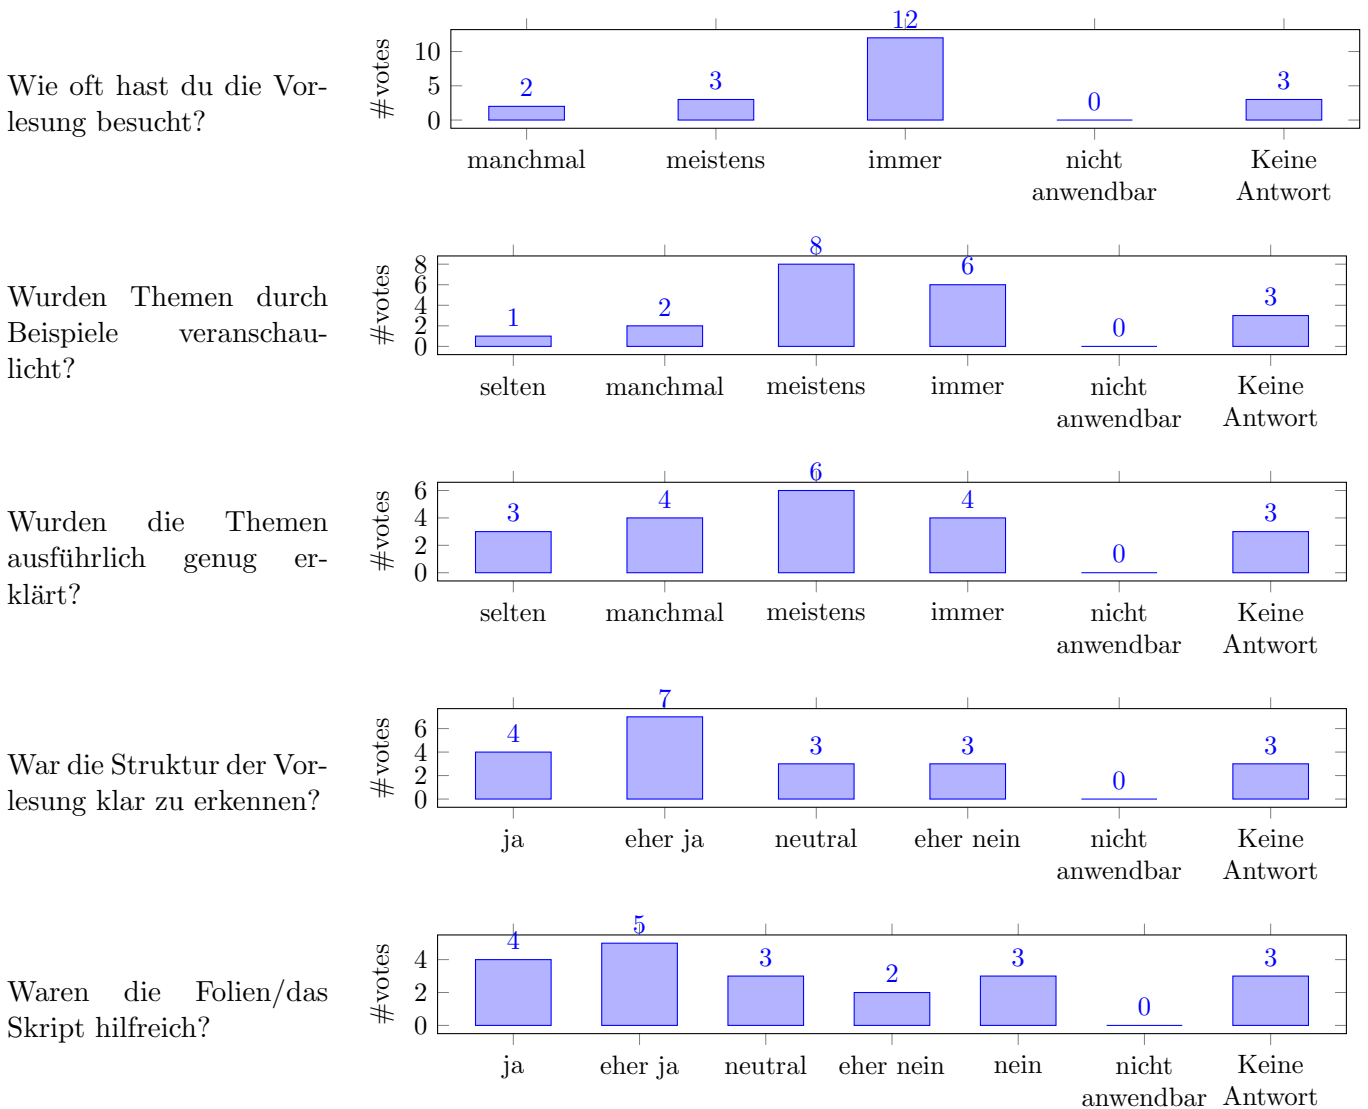 Wie oft hast du die Vor-
lesung besucht?
#votes
10
5
0
2
3
12
0
3
manchmal meistens immer nicht anwendbar Keine Antwort
Wurden Themen durch
Beispiele veranschau-
licht?
#votes
8
6
4
2
0
1
2
8
6
0
3
selten manchmal meistens immer nicht anwendbar Keine Antwort
Wurden die Themen
ausführlich genug er-
klärt?
#votes
6
4
2
0
3
4
6
4
0
3
selten manchmal meistens immer nicht anwendbar Keine Antwort
War die Struktur der Vor-
lesung klar zu erkennen?
#votes
6
4
2
0
4
7
3
3
0
3
ja eher ja neutral eher nein nicht anwendbar Keine Antwort
Waren die Folien/das
Skript hilfreich?
#votes
4
2
0
4
5
3
2
3
0
3
ja eher ja neutral eher nein nein nicht anwendbar Keine Antwort